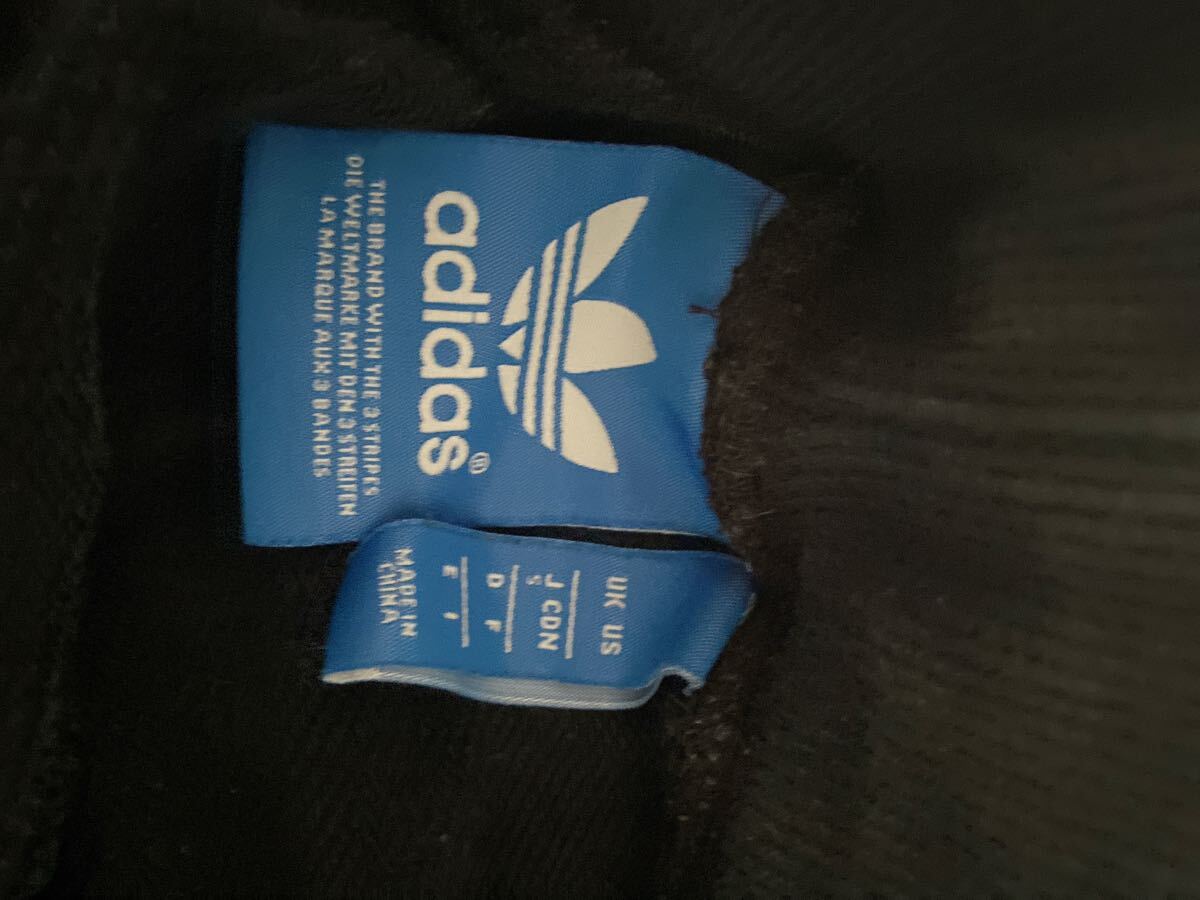 adidas®
THE BRAND WITH THE 3 STRIPES
DIE WELTMARKE MIT DEN 3 STREIFEN
LA MARQUE AUX 3 BANDES
UK US
J CDN
S
D F
E I
MADE IN
CHINA